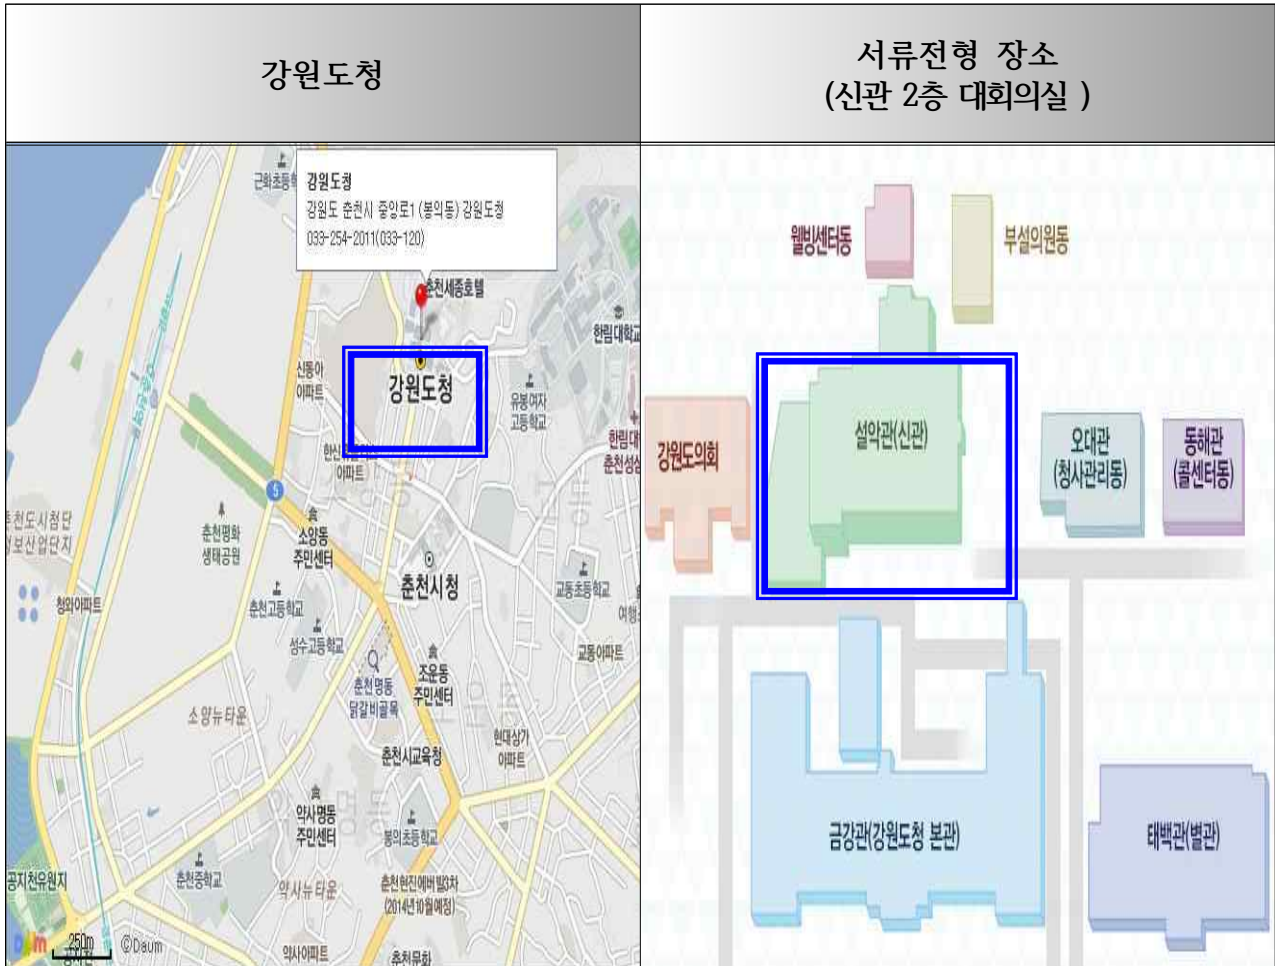 강원도청
서류전형 장소
(신관 2층 대회의실 )
근화초등학
강원도청
강원도 춘천시 중앙로1 (봉의동) 강원도청
033-254-2011(033-120)
춘천세종호텔
한림대학교
신동아
아파트
강원도청
유봉여자
고등학교
한림대
춘천성심
아파트
5
춘천평화
생태공원
소양동
주민센터
춘천도시첨단
정보산업단지
춘천시청
청와아파트
춘천고등학교
교동초등학교
여행
성수고등학교
교동아파트
춘천명동
닭갈비골목
조운동
주민센터
소양뉴타운
현대상가
아파트
춘천시교육청
약사명동
주민센터
봉의초등학교
공지천유원지
춘천중학교
약사뉴타운
춘천현진에버빌3차
(2014년10월예정)
250m
©Daum
약사아파트
춘천문화
웰빙센터동
부설의원동
강원도의회
설악관(신관)
오대관
(청사관리동)
동해관
(콜센터동)
금강관(강원도청 본관)
태백관(별관)